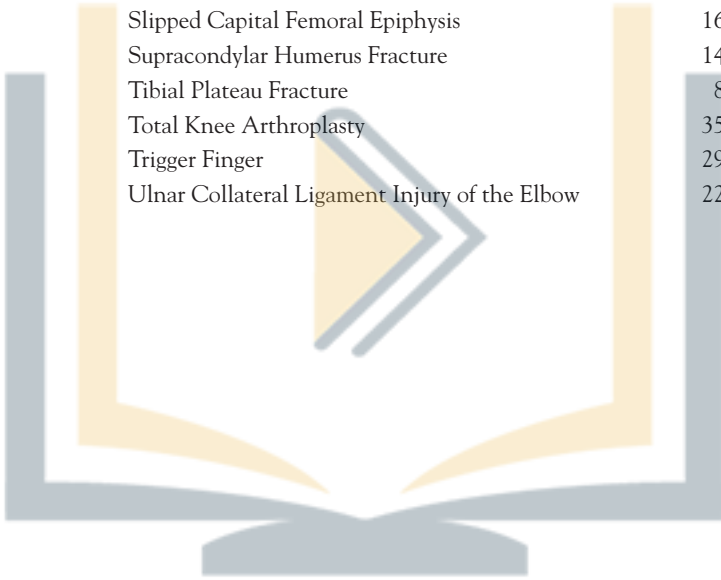 Slipped Capital Femoral Epiphysis 16
Supracondylar Humerus Fracture 14
Tibial Plateau Fracture 8
Total Knee Arthroplasty 35
Trigger Finger 29
Ulnar Collateral Ligament Injury of the Elbow 22